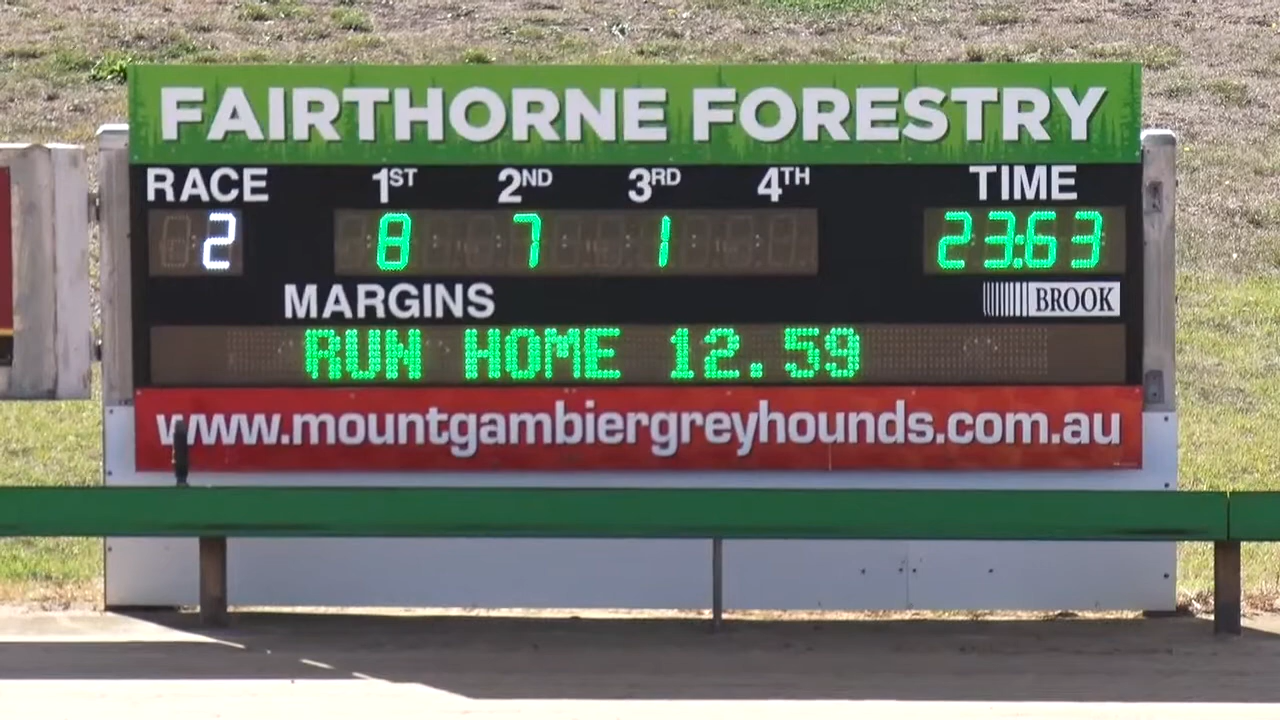 FAIRTHORNE FORESTRY
RACE 1ST 2ND 3RD 4TH TIME
2 8 7 1 23:63
MARGINS BROOK
RUN HOME 12.59
www.mountgambiergreyhounds.com.au